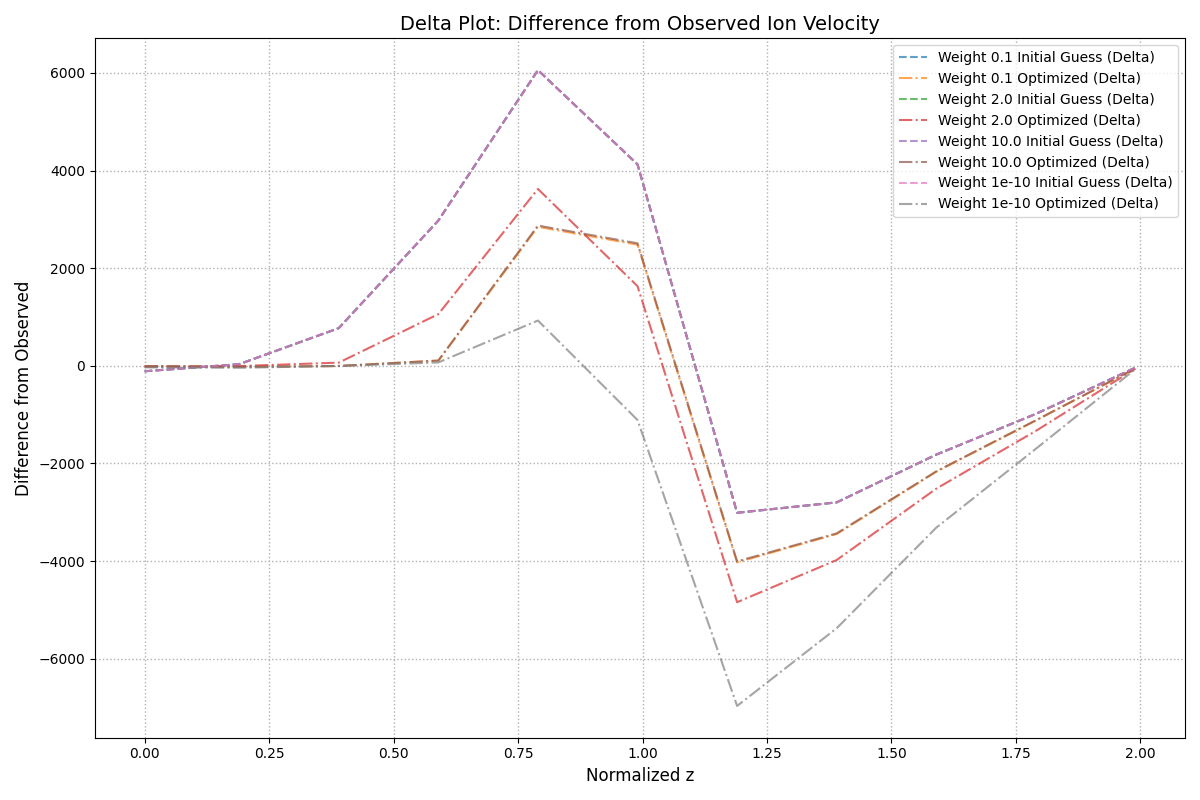 Delta Plot: Difference from Observed Ion Velocity
Weight 0.1 Initial Guess (Delta)
Weight 0.1 Optimized (Delta)
Weight 2.0 Initial Guess (Delta)
Weight 2.0 Optimized (Delta)
Weight 10.0 Initial Guess (Delta)
Weight 10.0 Optimized (Delta)
Weight 1e-10 Initial Guess (Delta)
Weight 1e-10 Optimized (Delta)
Difference from Observed
6000
4000
2000
0
−2000
−4000
−6000
0.00 0.25 0.50 0.75 1.00 1.25 1.50 1.75 2.00
Normalized z